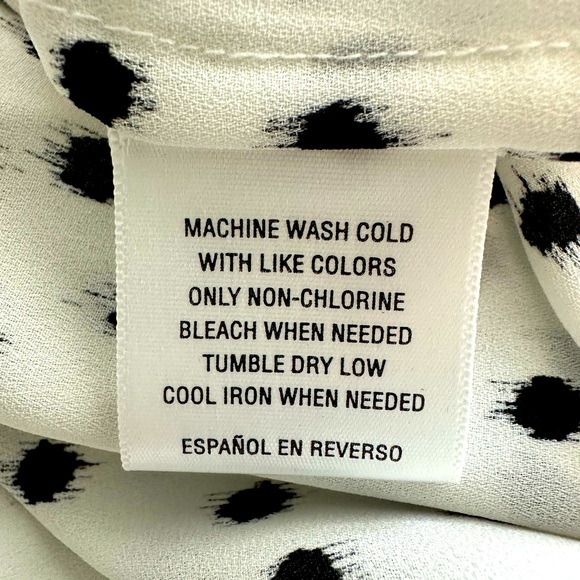 MACHINE WASH COLD
WITH LIKE COLORS
ONLY NON-CHLORINE
BLEACH WHEN NEEDED
TUMBLE DRY LOW
COOL IRON WHEN NEEDED
ESPAÑOL EN REVERSO